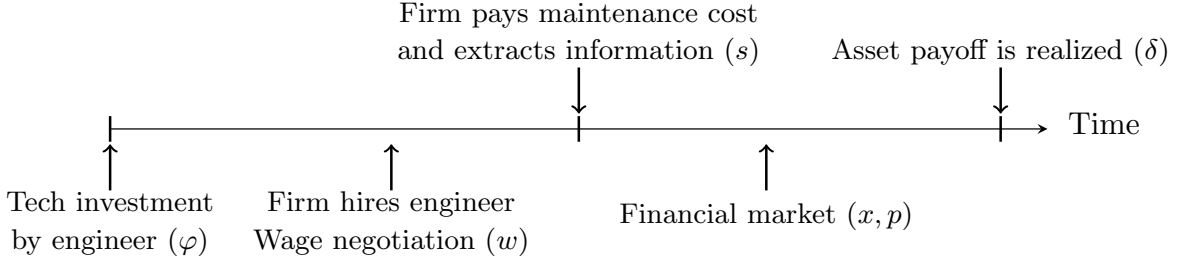 Firm pays maintenance cost
and extracts information (s)
Asset payoff is realized (δ)
Time
Tech investment
by engineer (φ)
Firm hires engineer
Wage negotiation (w)
Financial market (x, p)